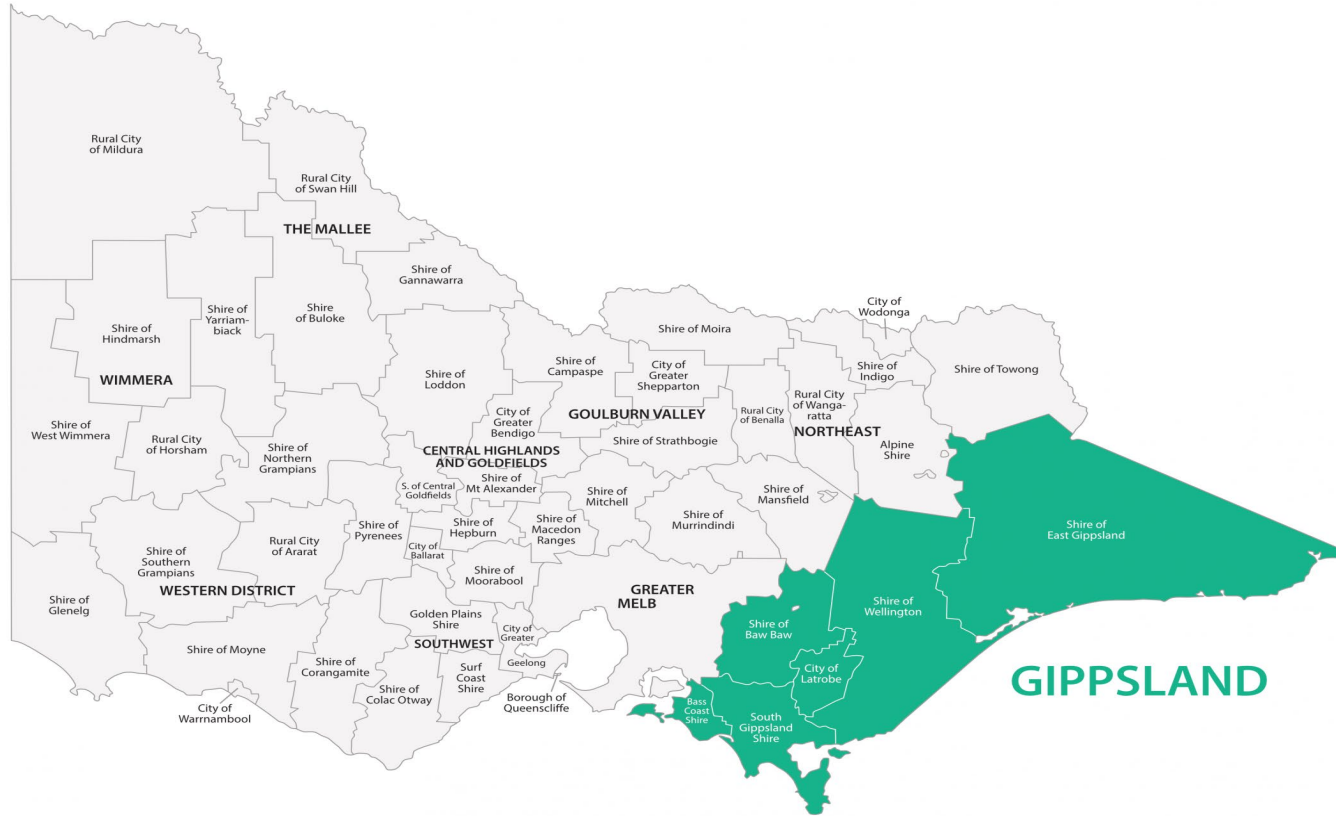 Rural City
of Mildura
Rural City
of Swan Hill
THE MALLEE
Shire of
Gannawarra
Shire of
Hindmarsh
Shire of
Yarriam-
biack
Shire
of Buloke
WIMMERA
Shire of
Loddon
Shire of
Campaspe
Shire of Moira
City of
Greater
Shepparton
City of
Wodonga
Shire of
Indigo
Shire of Towong
Shire of
West Wimmera
Rural City
of Horsham
Shire of
Northern
Grampians
City of
Greater
Bendigo
GOULBURN VALLEY
Rural City
of Benalla
Rural City
of Wanga-
ratta
NORTHEAST
Alpine
Shire
Shire of Strathbogie
CENTRAL HIGHLANDS
AND GOLDFIELDS
S. of Central
Goldfields
Shire of
Mt Alexander
Shire of
Mitchell
Shire of
Murrindindi
Shire of
Mansfield
Shire of
East Gippsland
Shire of
Southern
Grampians
Rural City
of Ararat
Shire of
Pyrenees
City of
Ballarat
Shire of
Hepburn
Shire of
Macedon
Ranges
Shire of
Moorabool
WESTERN DISTRICT
Shire of
Glenelg
GREATER
MELB
Shire of
Wellington
Golden Plains
Shire
City of
Greater
Geelong
SOUTHWEST
Shire of
Baw Baw
City of
Latrobe
Shire of Moyne
Shire of
Corangamite
Shire of
Colac Otway
Surf
Coast
Shire
City of
Warrnambool
Borough of
Queenscliffe
Bass
Coast
Shire
South
Gippsland
Shire
GIPPSLAND